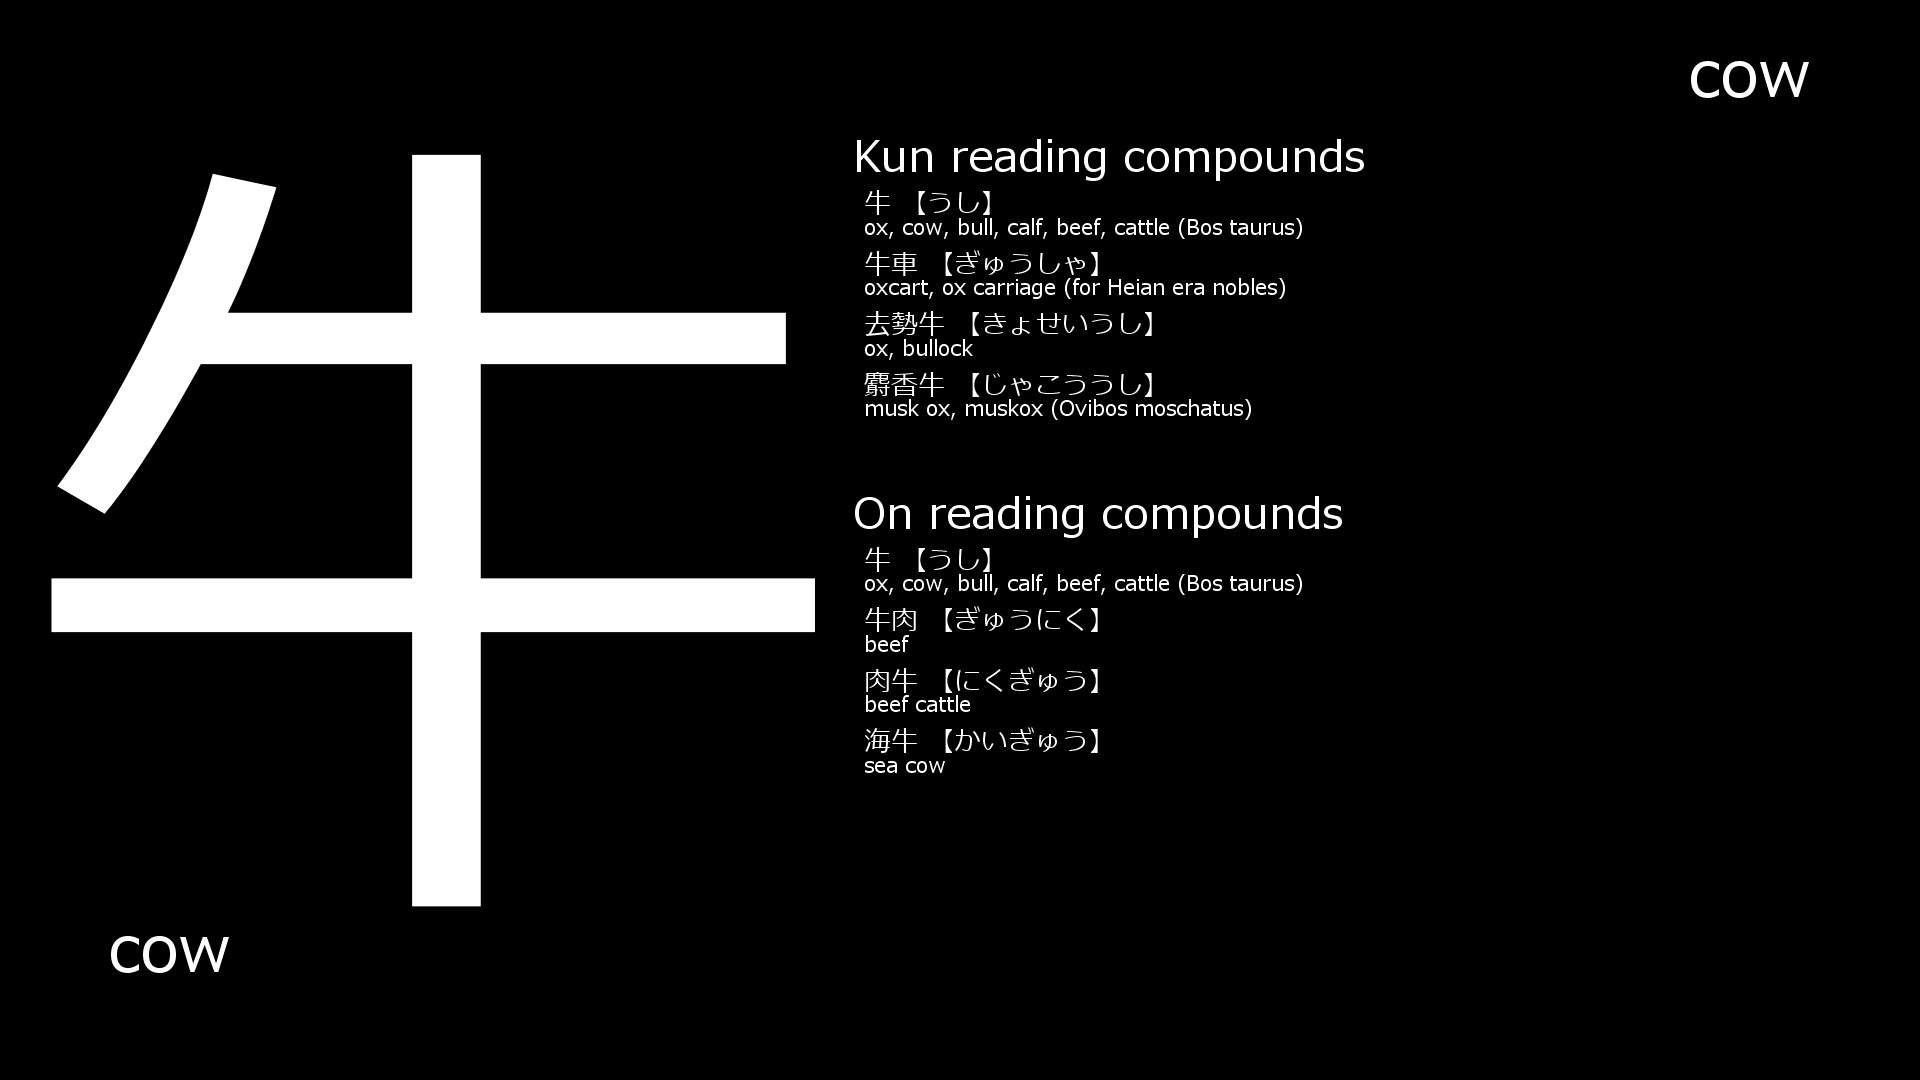 cow
牛
Kun reading compounds
牛 【うし】
ox, cow, bull, calf, beef, cattle (Bos taurus)
牛車 【ぎゅうしゃ】
oxcart, ox carriage (for Heian era nobles)
去勢牛 【きょせいうし】
ox, bullock
麝香牛 【じゃこううし】
musk ox, muskox (Ovibos moschatus)
On reading compounds
牛 【うし】
ox, cow, bull, calf, beef, cattle (Bos taurus)
牛肉 【ぎゅうにく】
beef
肉牛 【にくぎゅう】
beef cattle
海牛 【かいぎゅう】
sea cow
cow